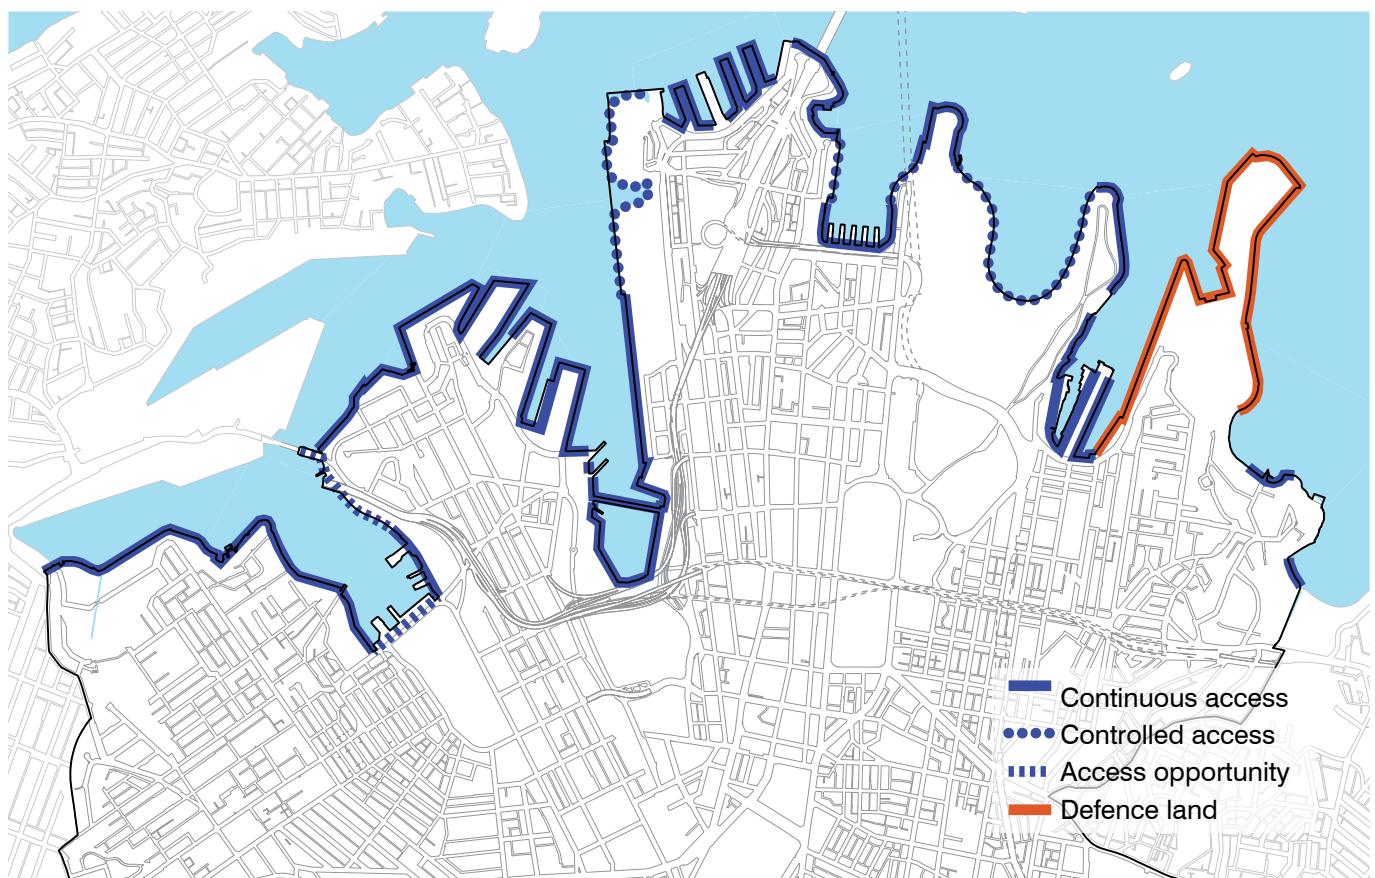 Continuous access
Controlled access
Access opportunity
Defence land